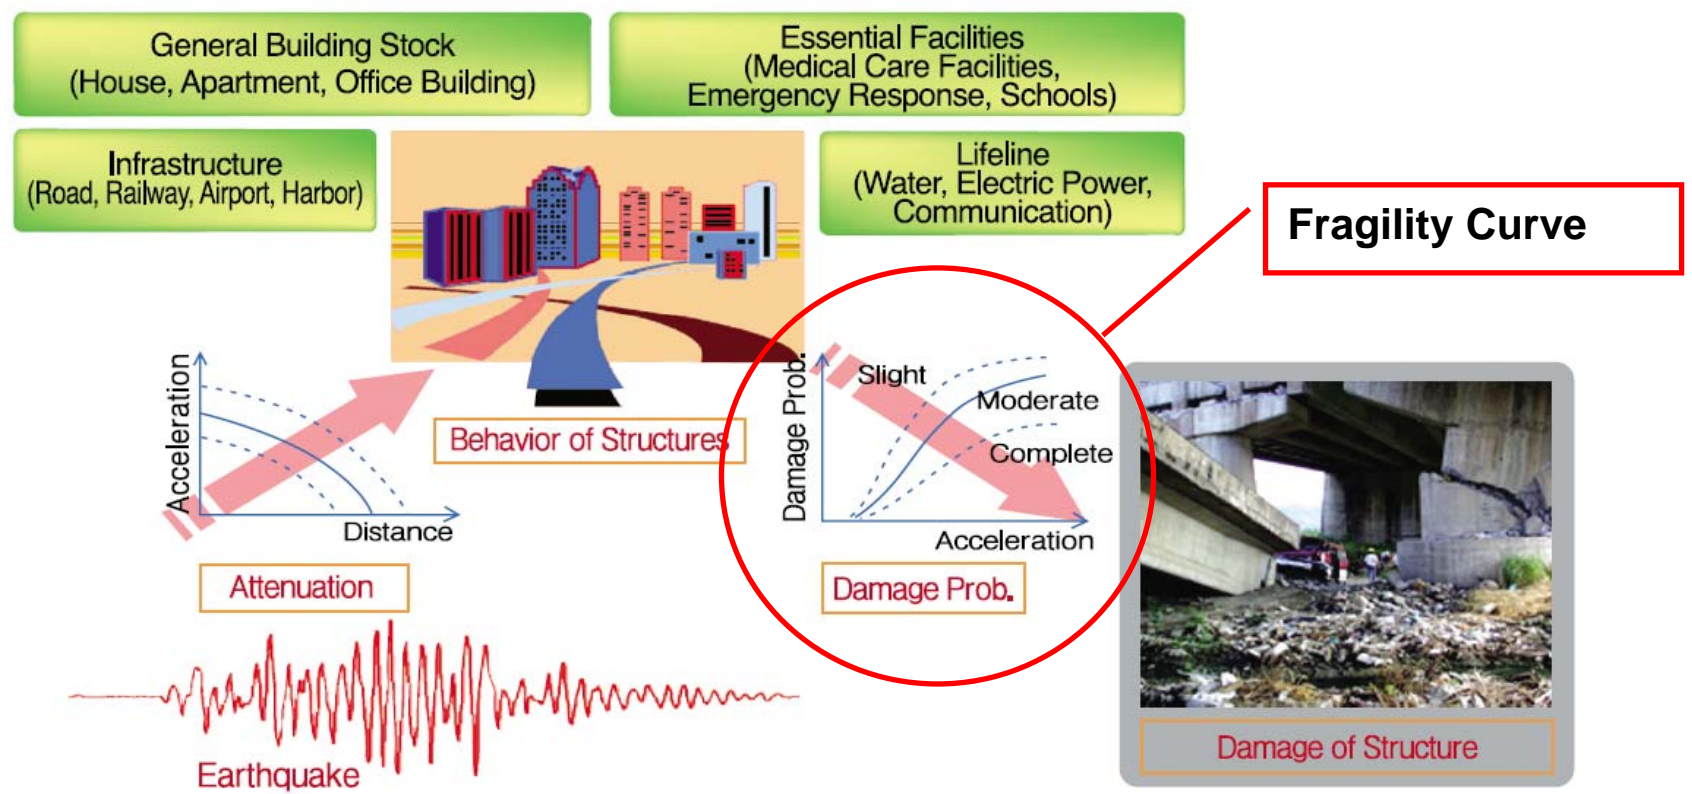 General Building Stock
(House, Apartment, Office Building)
Essential Facilities
(Medical Care Facilities,
Emergency Response, Schools)
Infrastructure
(Road, Railway, Airport, Harbor)
Lifeline
(Water, Electric Power,
Communication)
Fragility Curve
Acceleration
Distance
Attenuation
Behavior of Structures
Damage Prob.
Slight
Moderate
Complete
Acceleration
Damage Prob.
Earthquake
Damage of Structure